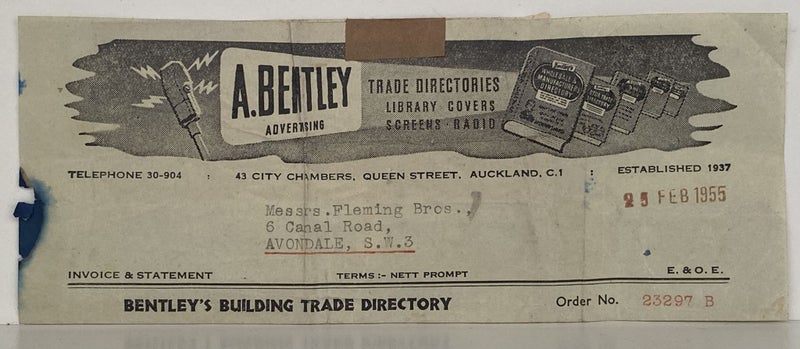 A.BENTLEY
ADVERTISING
TRADE DIRECTORIES
LIBRARY COVERS
SCREENS · RADIO
TELEPHONE 30-904 : 43 CITY CHAMBERS, QUEEN STREET, AUCKLAND, C.1 : ESTABLISHED 1937
25 FEB 1955
Messrs.Fleming Bros.,
6 Canal Road,
AVONDALE, S.W.3
INVOICE & STATEMENT TERMS :- NETT PROMPT E. & O. E.
BENTLEY'S BUILDING TRADE DIRECTORY Order No. 23297 B